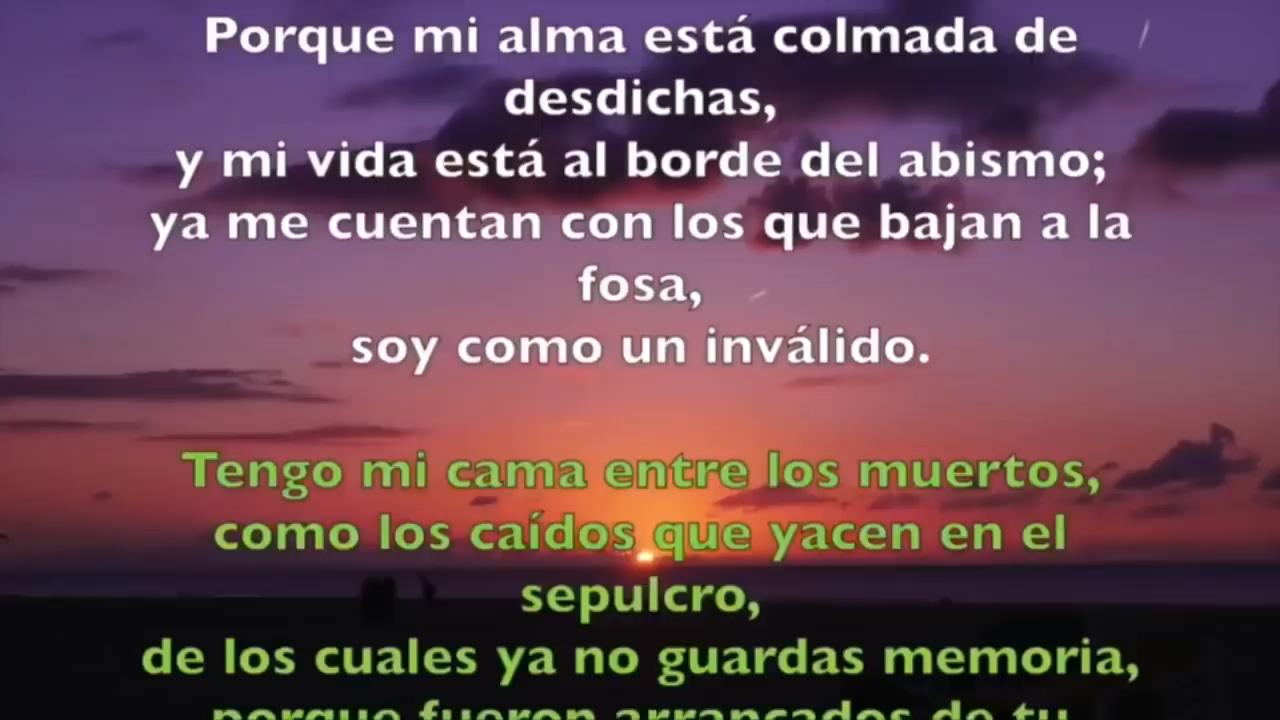 Porque mi alma está colmada de
desdichas,
y mi vida está al borde del abismo;
ya me cuentan con los que bajan a la
fosa,
soy como un inválido.
Tengo mi cama entre los muertos,
como los caídos que yacen en el
sepulcro,
de los cuales ya no guardas memoria,
porque fueron arrancados de tu